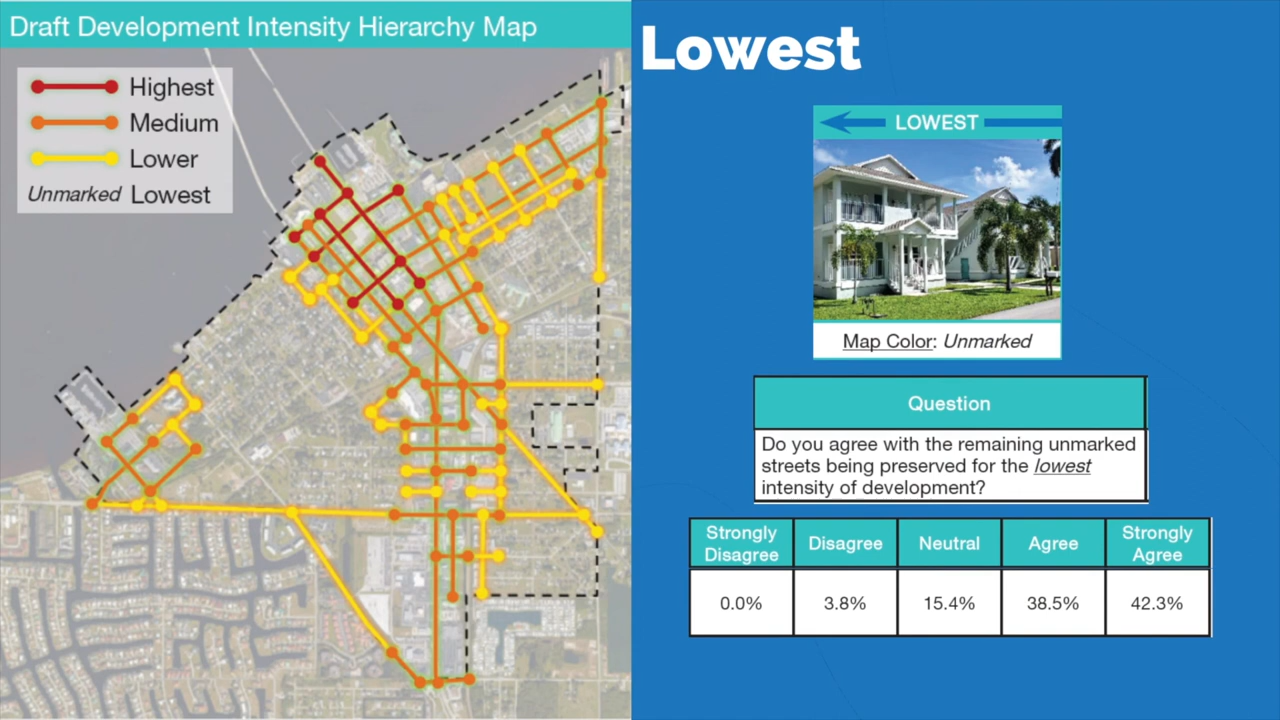 Draft Development Intensity Hierarchy Map
Highest
Medium
Lower
Unmarked Lowest
Lowest
LOWEST
Map Color: Unmarked
Question
Do you agree with the remaining unmarked
streets being preserved for the lowest
intensity of development?
Strongly Disagree Disagree Neutral Agree Strongly Agree
0.0% 3.8% 15.4% 38.5% 42.3%